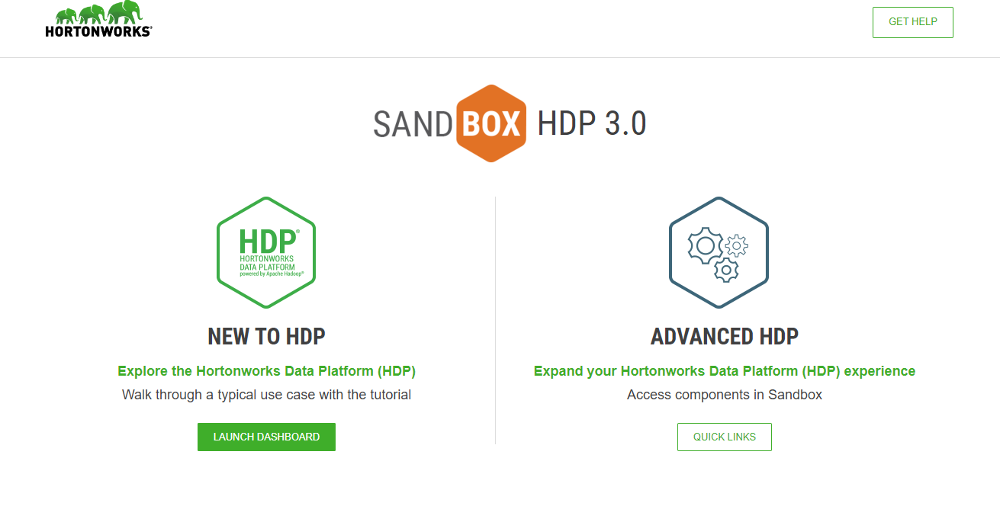 HORTONWORKS®
GET HELP
SANDBOX HDP 3.0
HDP®
HORTONWORKS
DATA PLATFORM
powered by Apache Hadoop®
NEW TO HDP
Explore the Hortonworks Data Platform (HDP)
Walk through a typical use case with the tutorial
LAUNCH DASHBOARD
ADVANCED HDP
Expand your Hortonworks Data Platform (HDP) experience
Access components in Sandbox
QUICK LINKS